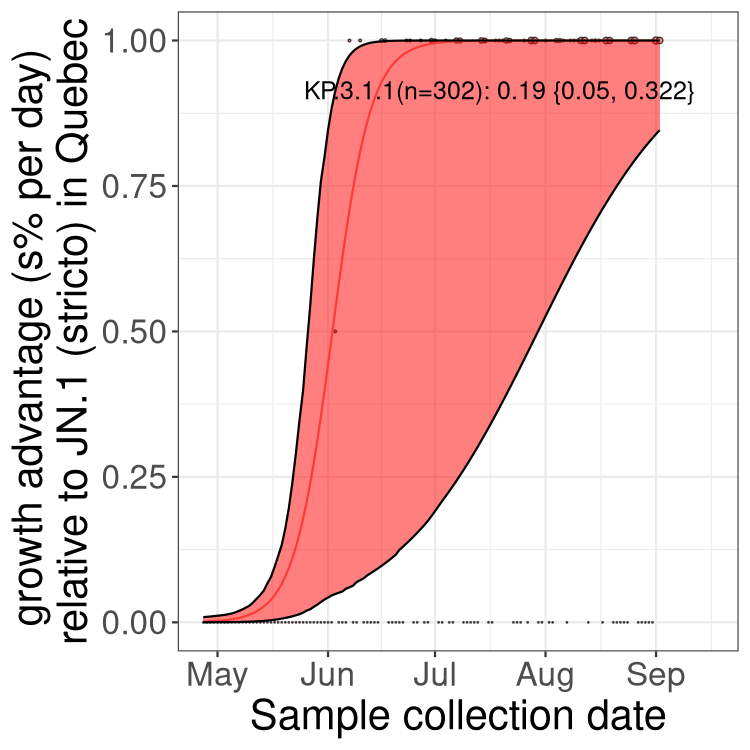 growth advantage (s% per day)
relative to JN.1 (stricto) in Quebec
1.00
0.75
0.50
0.25
0.00
KP.3.1.1(n=302): 0.19 {0.05, 0.322}
May Jun Jul Aug Sep
Sample collection date